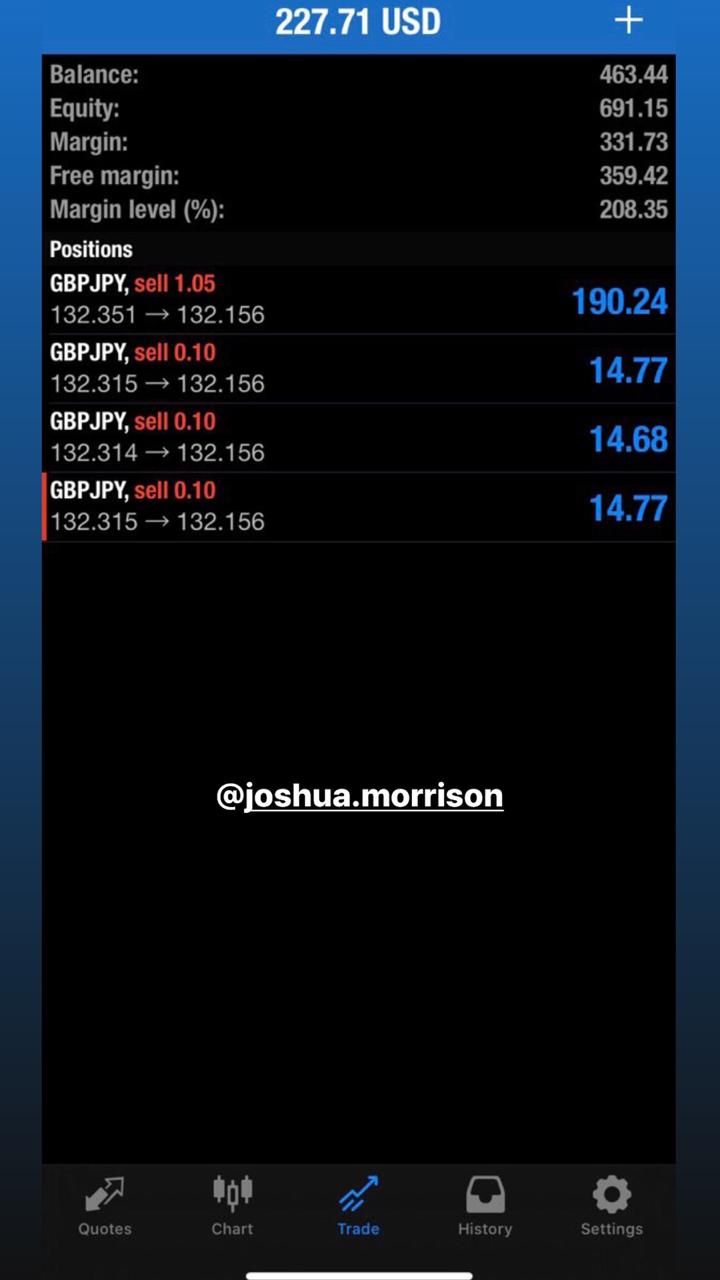 227.71 USD +
Balance: 463.44
Equity: 691.15
Margin: 331.73
Free margin: 359.42
Margin level (%): 208.35
Positions
GBPJPY, sell 1.05
132.351 → 132.156 190.24
GBPJPY, sell 0.10
132.315 → 132.156 14.77
GBPJPY, sell 0.10
132.314 → 132.156 14.68
GBPJPY, sell 0.10
132.315 → 132.156 14.77
@joshua.morrison
Quotes Chart Trade History Settings